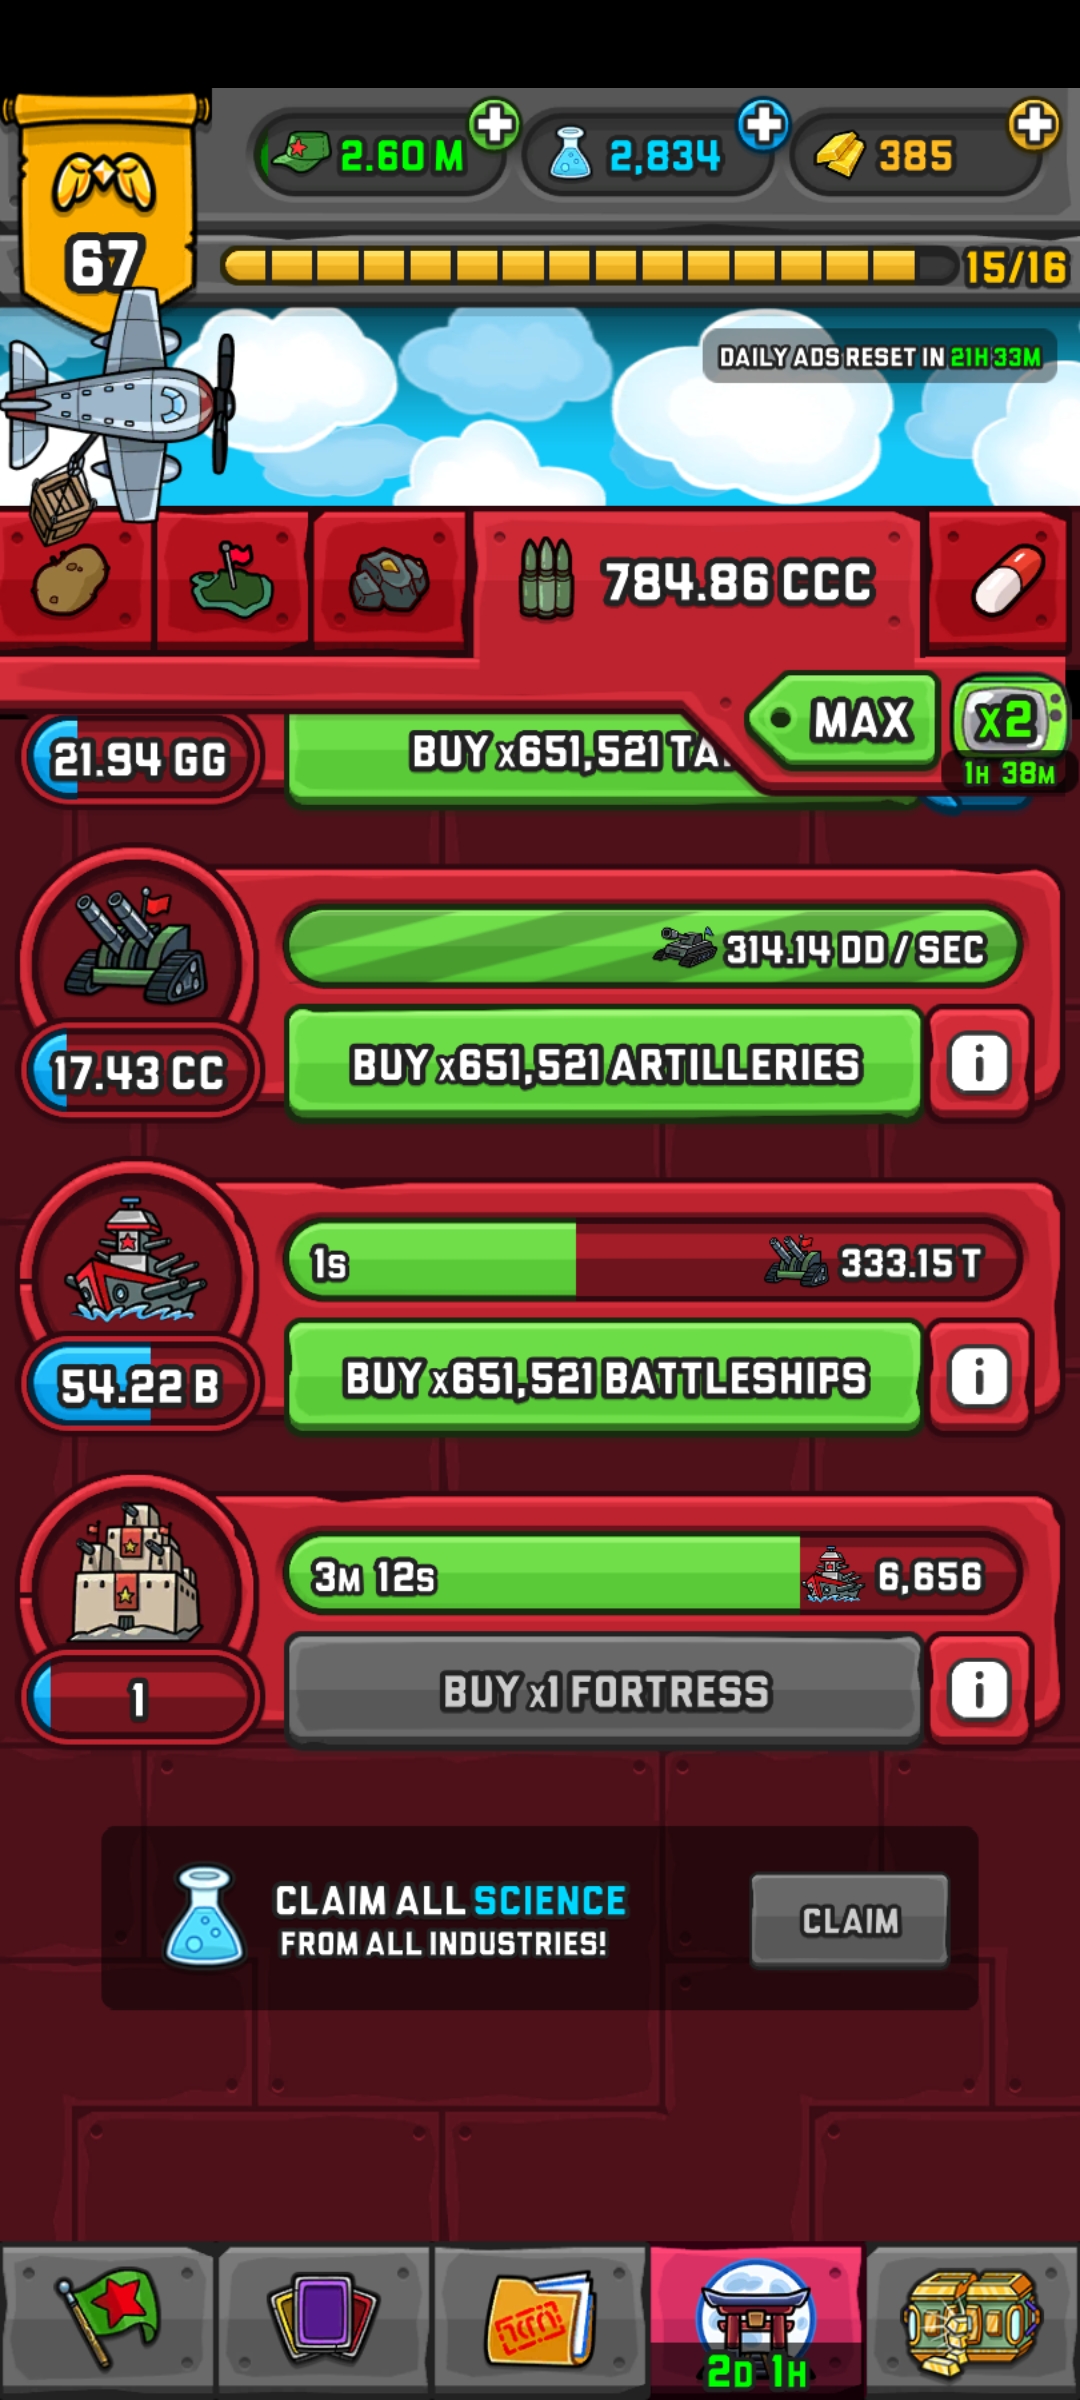 2.60 M
2,834
385
67
15/16
DAILY ADS RESET IN 21H 33M
784.86 CCC
MAX
x2
1H 38M
21.94 GG
BUY x651,521
314.14 DD / SEC
17.43 CC
BUY x651,521 ARTILLERIES
i
1S
333.15 T
54.22 B
BUY x651,521 BATTLESHIPS
i
3M 12S
6,656
1
BUY x1 FORTRESS
i
CLAIM ALL SCIENCE
FROM ALL INDUSTRIES!
CLAIM
2D 1H